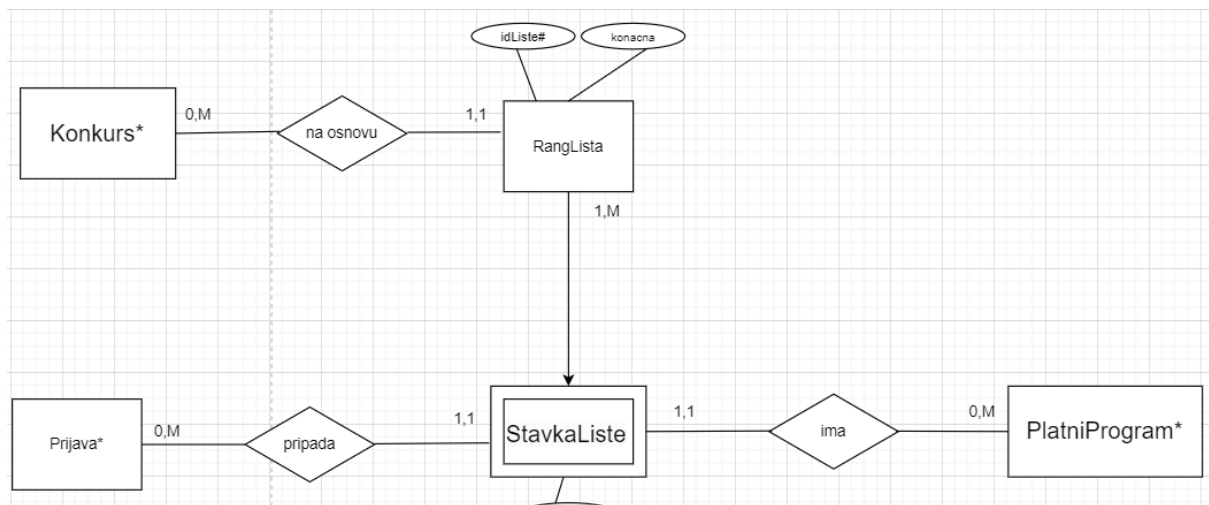 idListe#
konacna
Konkurs*
0,M
na osnovu
1,1
RangLista
1,M
Prijava*
0,M
pripada
1,1
StavkaListe
1,1
ima
0,M
PlatniProgram*